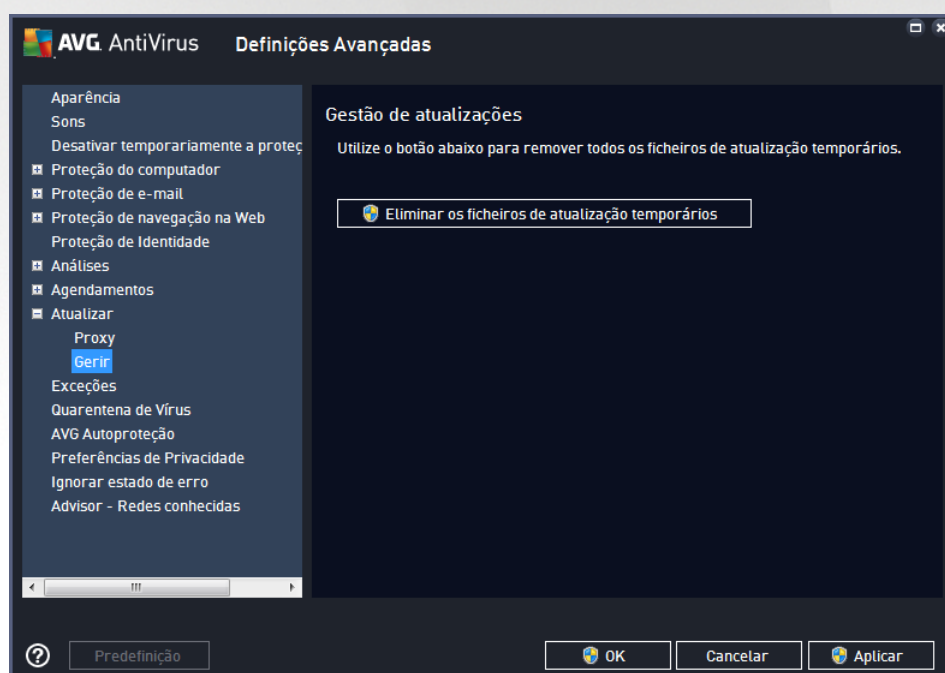 AVG. AntiVirus Definições Avançadas
Aparência
Sons
Desativar temporariamente a proteç
Proteção do computador
Proteção de e-mail
Proteção de navegação na Web
Proteção de Identidade
Análises
Agendamentos
Atualizar
Proxy
Gerir
Exceções
Quarentena de Vírus
AVG Autoproteção
Preferências de Privacidade
Ignorar estado de erro
Advisor - Redes conhecidas
Gestão de atualizações
Utilize o botão abaixo para remover todos os ficheiros de atualização temporários.
Eliminar os ficheiros de atualização temporários
Predefinição
OK
Cancelar
Aplicar